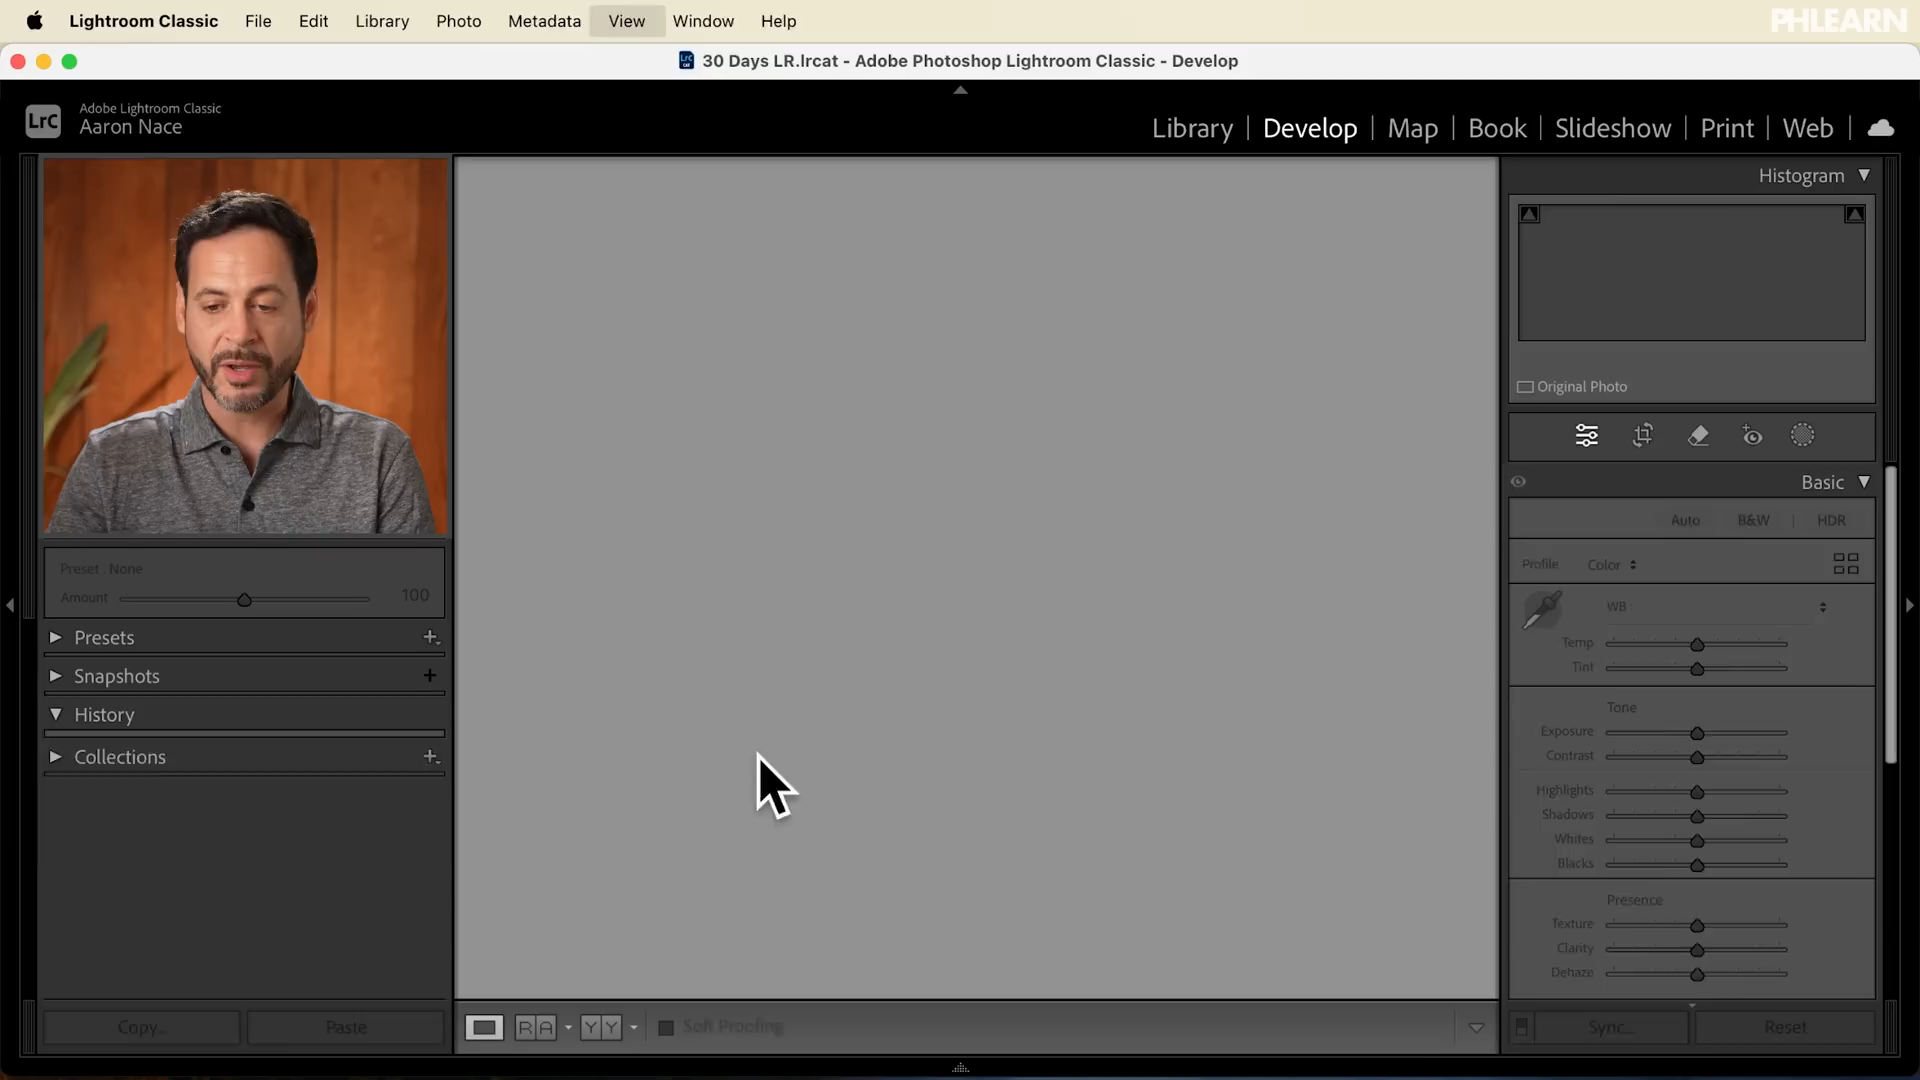 Lightroom Classic File Edit Library Photo Metadata View Window Help
PHLEARN
30 Days LR.lrcat - Adobe Photoshop Lightroom Classic - Develop
LrC
Adobe Lightroom Classic
Aaron Nace
Library | Develop | Map | Book | Slideshow | Print | Web
Histogram
Original Photo
Basic
Auto B&W | HDR
Profile Color
WB
Temp
Tint
Tone
Exposure
Contrast
Highlights
Shadows
Whites
Blacks
Presence
Texture
Clarity
Dehaze
Preset : None
Amount 100
Presets
Snapshots
History
Collections
Copy...
Paste
R A
Y Y
Soft Proofing
Sync...
Reset